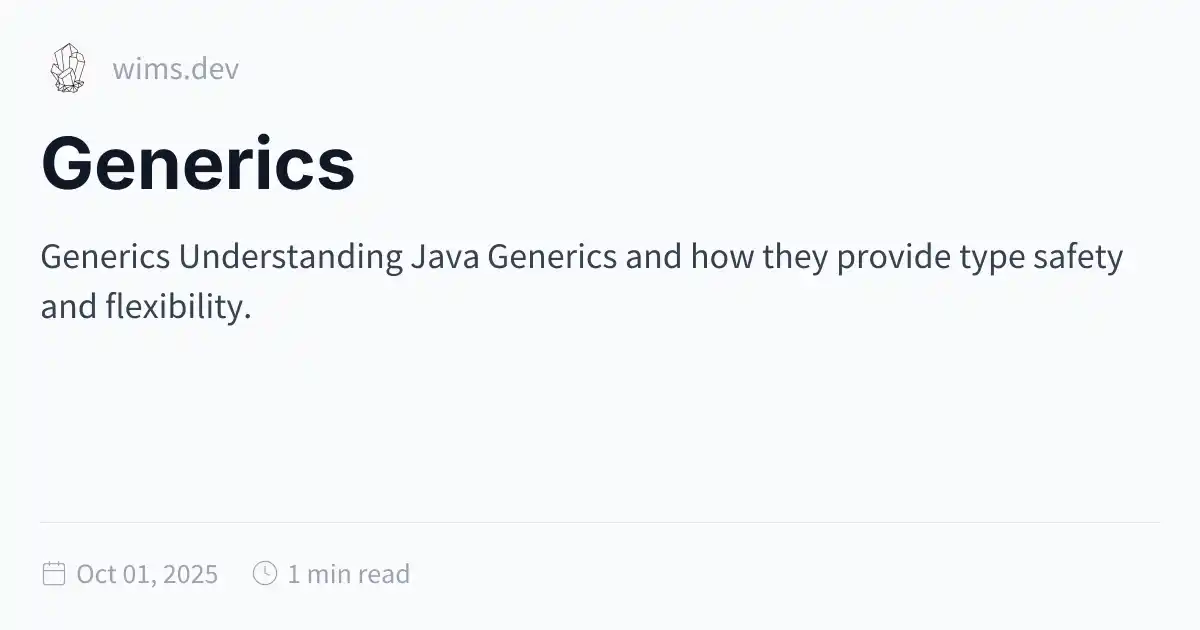 wims.dev
Generics
Generics Understanding Java Generics and how they provide type safety
and flexibility.
Oct 01, 2025 1 min read